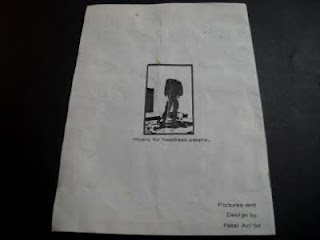 music for headless people..
Pictures and
Design by
Fetal Art'94